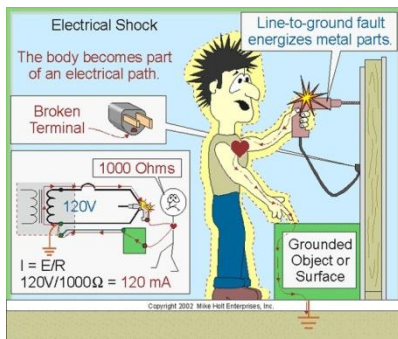 Electrical Shock
The body becomes part
of an electrical path.
Line-to-ground fault
energizes metal parts.
Broken
Terminal
1000 Ohms
120V
I = E/R
120V/1000Ω = 120 mA
Grounded
Object or
Surface
Copyright 2002 Mike Holt Enterprises, Inc.